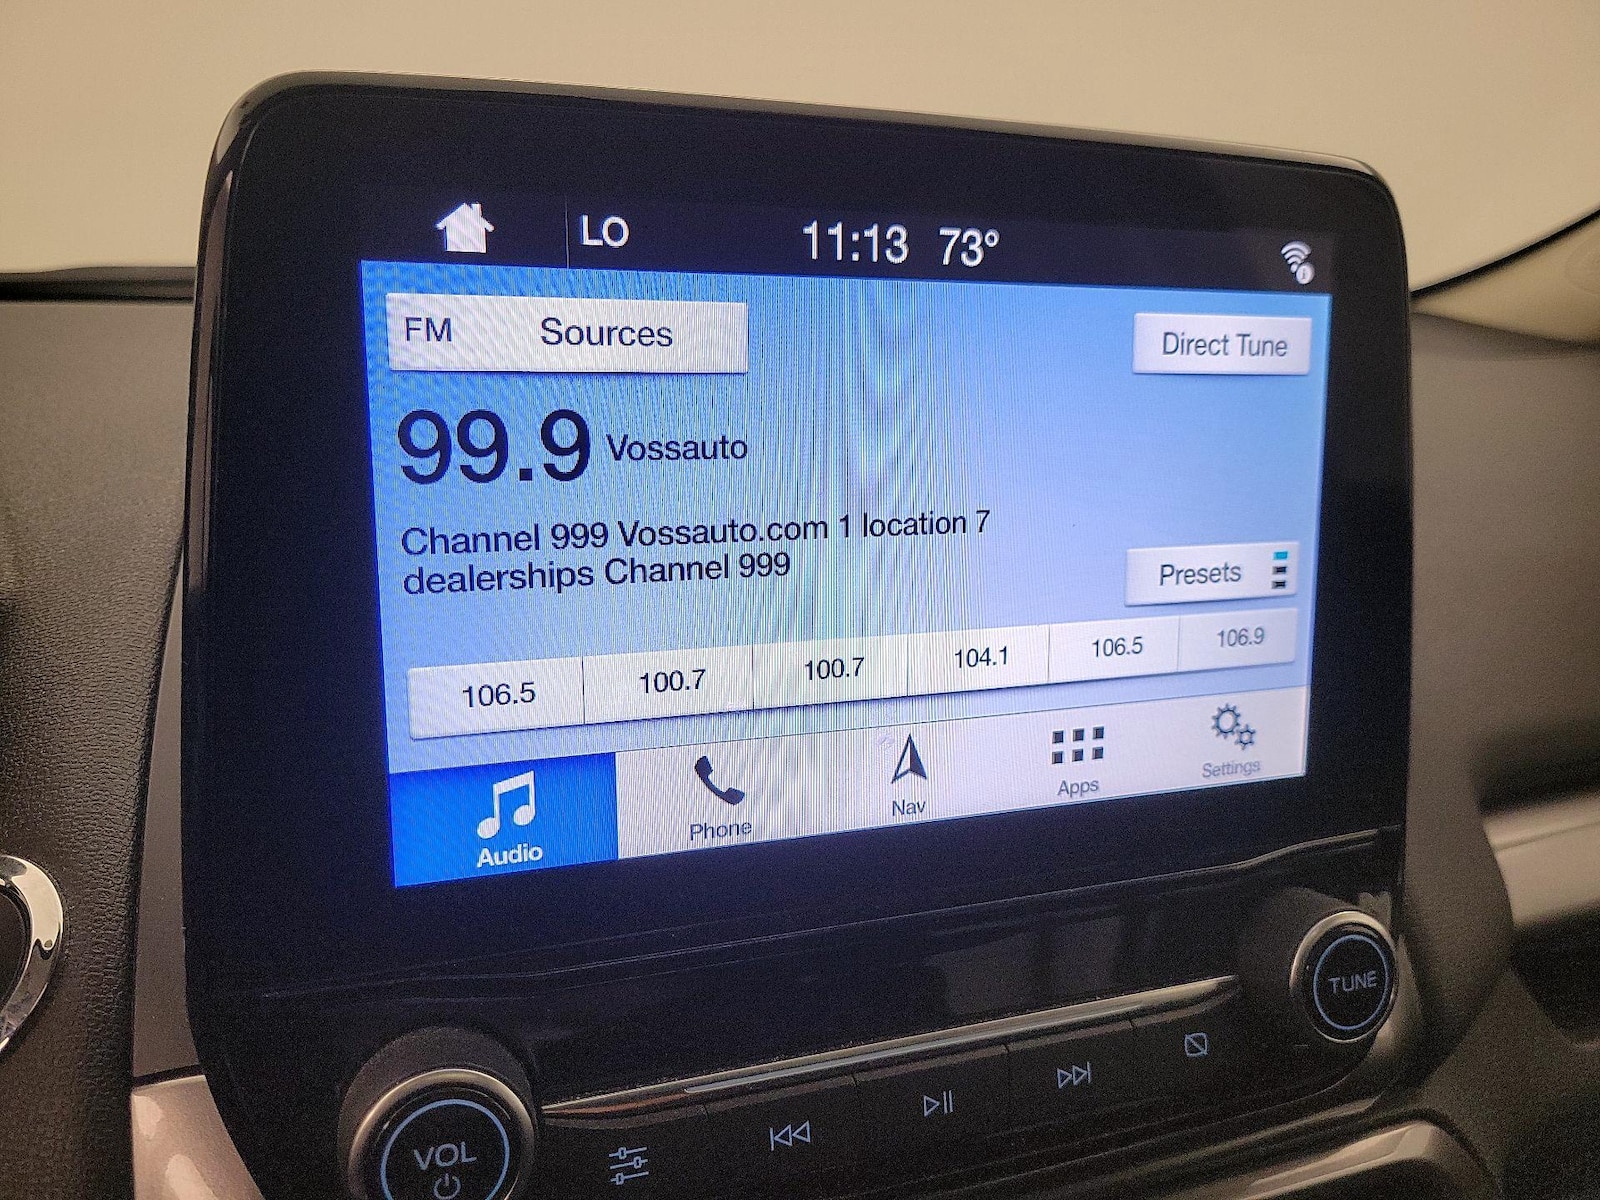 LO 11:13 73°
FM Sources
Direct Tune
99.9 Vossauto
Channel 999 Vossauto.com 1 location 7
dealerships Channel 999
Presets
106.5 100.7 100.7 104.1 106.5 106.9
Audio Phone Nav Apps Settings
TUNE
VOL